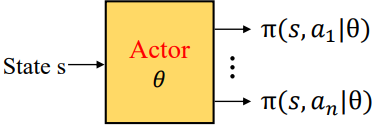 State s
Actor
θ
π(s, a₁|θ)
⋮
π(s, aₙ|θ)